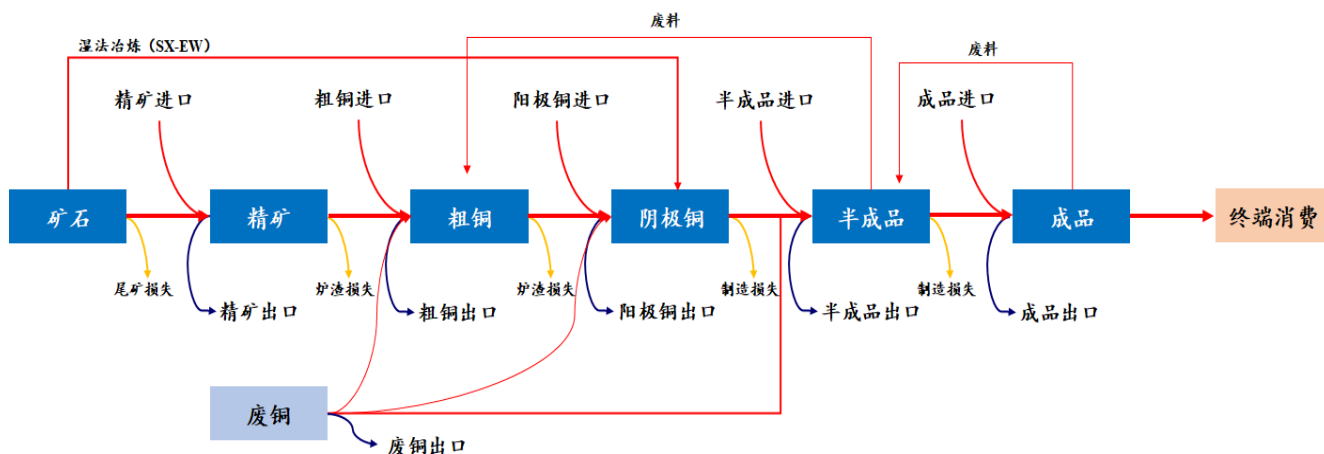 废料
湿法冶炼（SX-EW）
废料
精矿进口
粗铜进口
阳极铜进口
半成品进口
成品进口
矿石
精矿
粗铜
阴极铜
半成品
成品
终端消费
尾矿损失
炉渣损失
炉渣损失
制造损失
制造损失
精矿出口
粗铜出口
阳极铜出口
半成品出口
成品出口
废铜
废铜出口